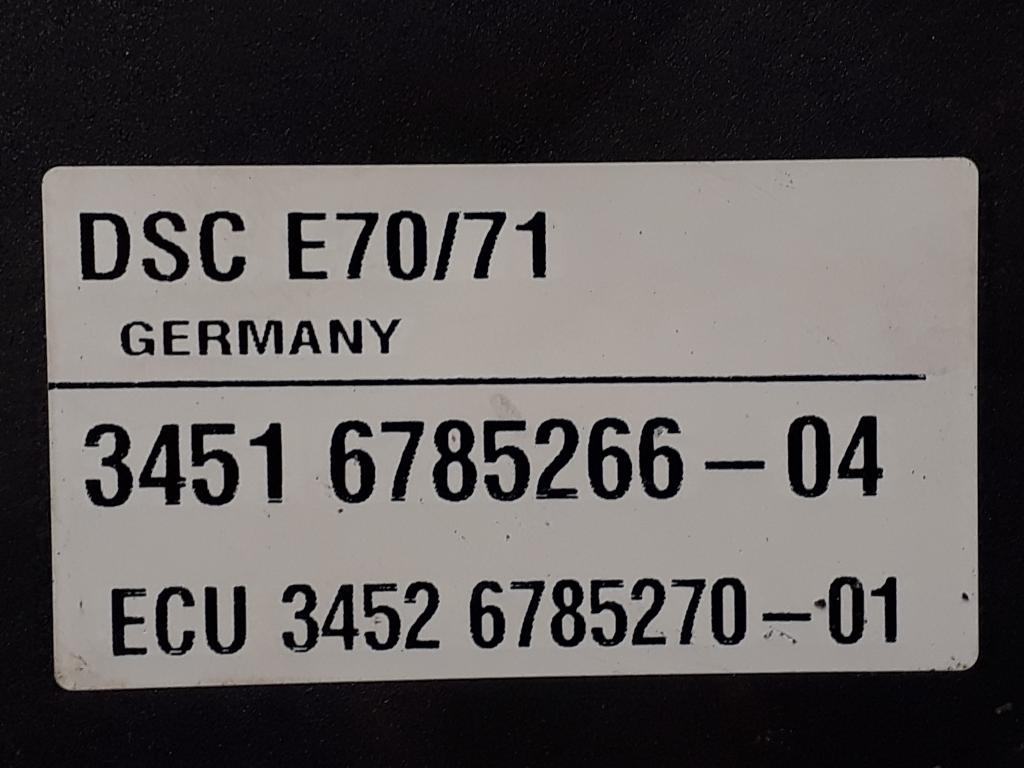 DSC E70/71
GERMANY
3451 6785266-04
ECU 3452 6785270-01